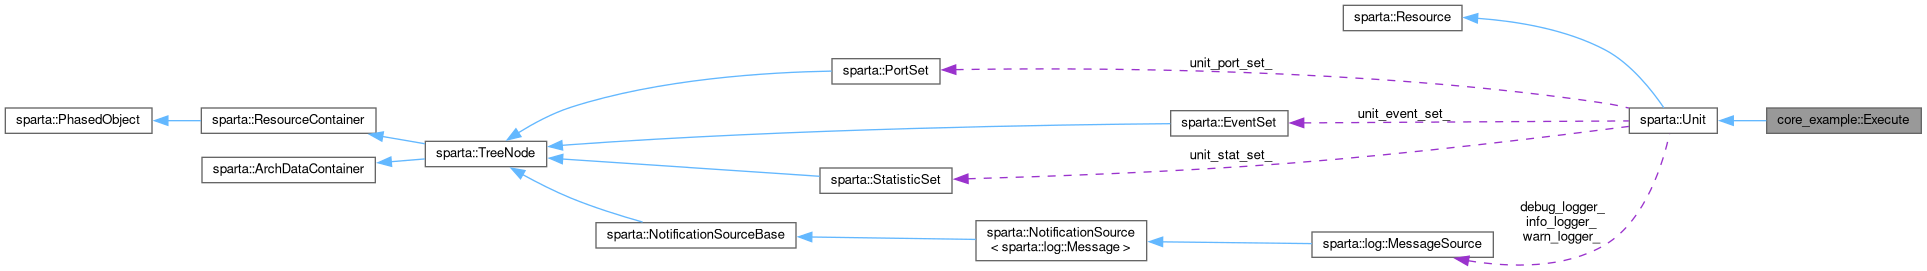 sparta::Resource
sparta::PortSet
unit_port_set_
sparta::PhasedObject
sparta::ResourceContainer
sparta::EventSet
unit_event_set_
sparta::Unit
core_example::Execute
sparta::TreeNode
sparta::ArchDataContainer
unit_stat_set_
sparta::StatisticSet
sparta::NotificationSourceBase
sparta::NotificationSource
< sparta::log::Message >
sparta::log::MessageSource
debug_logger_
info_logger_
warn_logger_